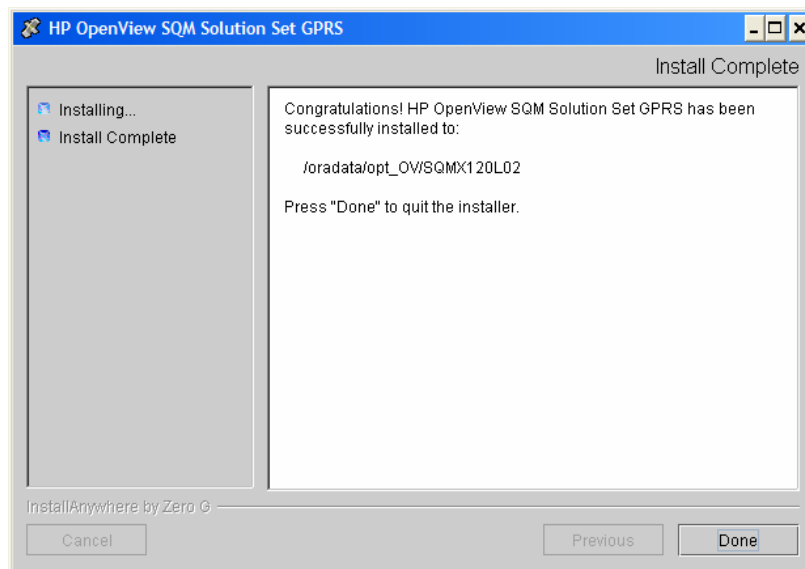 HP OpenView SQM Solution Set GPRS
Install Complete
Installing...
Install Complete
Congratulations! HP OpenView SQM Solution Set GPRS has been
successfully installed to:
/oradata/opt_OV/SQMX120L02
Press "Done" to quit the installer.
InstallAnywhere by Zero G
Cancel
Previous
Done